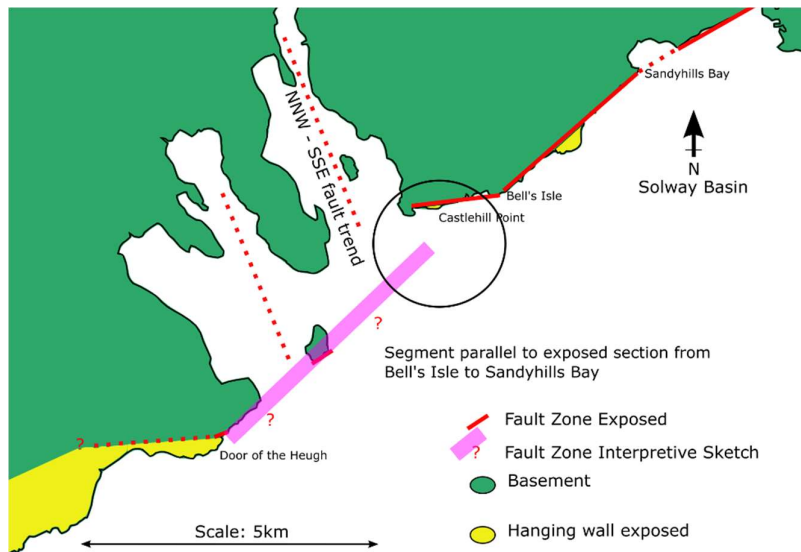 Sandyhills Bay
N
Solway Basin
NNW - SSE fault trend
Bell's Isle
Castlehill Point
?
Segment parallel to exposed section from
Bell's Isle to Sandyhills Bay
?
?
Door of the Heugh
Fault Zone Exposed
? Fault Zone Interpretive Sketch
Basement
Hanging wall exposed
Scale: 5km